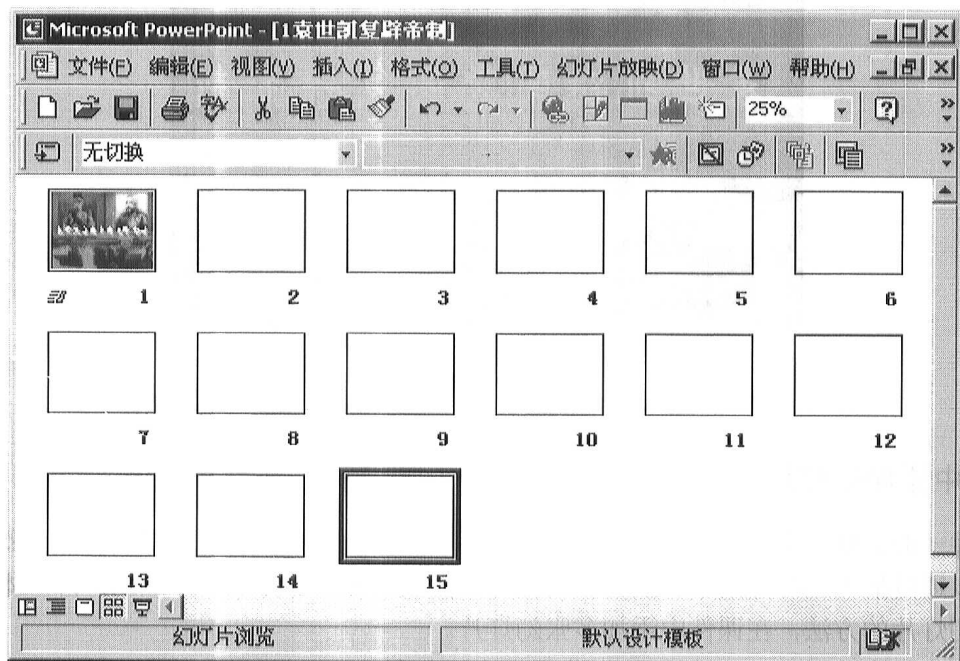 Microsoft PowerPoint - [1袁世凯复辟帝制]
文件(F) 编辑(E) 视图(V) 插入(I) 格式(O) 工具(T) 幻灯片放映(D) 窗口(W) 帮助(H)
25%
无切换
1 2 3 4 5 6
7 8 9 10 11 12
13 14 15
幻灯片浏览 默认设计模板